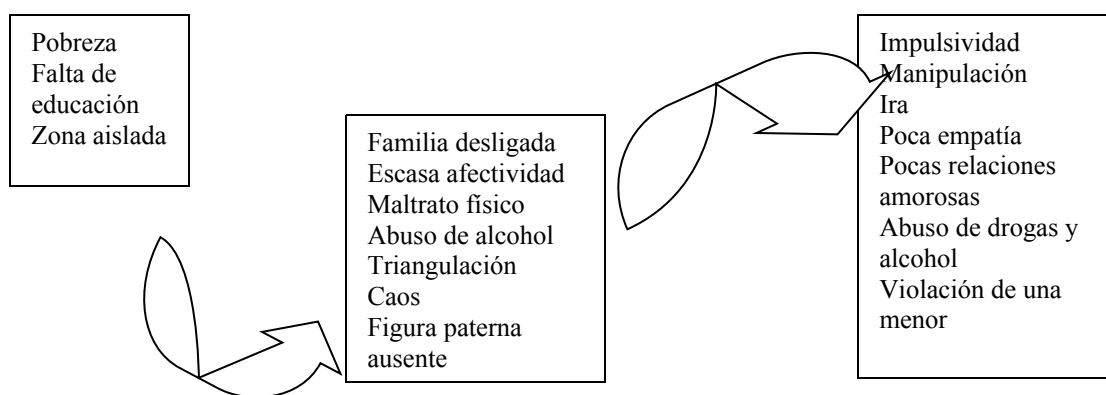 Pobreza
Falta de
educación
Zona aislada
Familia desligada
Escasa afectividad
Maltrato físico
Abuso de alcohol
Triangulación
Caos
Figura paterna
ausente
Impulsividad
Manipulación
Ira
Poca empatía
Pocas relaciones
amorosas
Abuso de drogas y
alcohol
Violación de una
menor